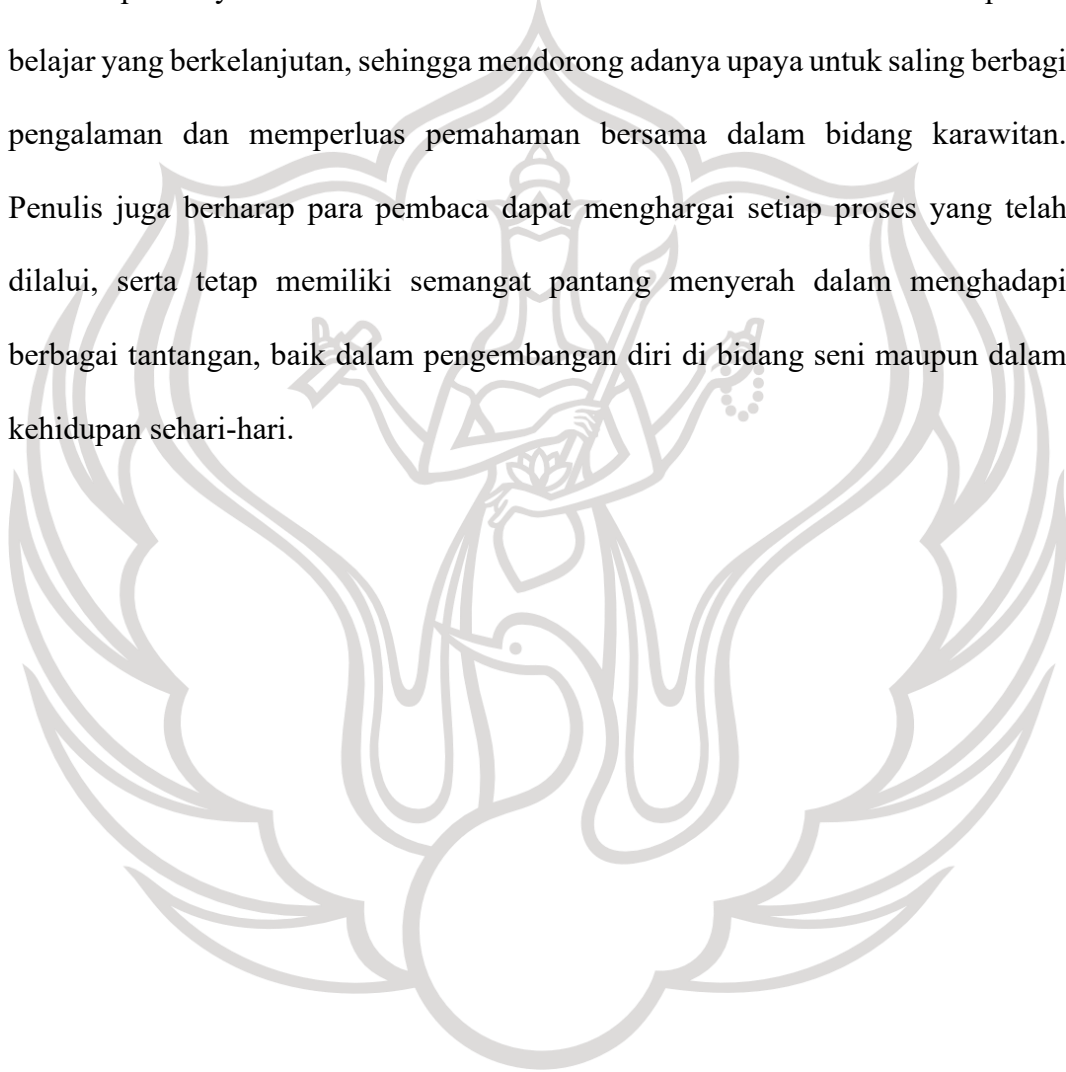 belajar yang berkelanjutan, sehingga mendorong adanya upaya untuk saling berbagi
pengalaman dan memperluas pemahaman bersama dalam bidang karawitan.
Penulis juga berharap para pembaca dapat menghargai setiap proses yang telah
dilalui, serta tetap memiliki semangat pantang menyerah dalam menghadapi
berbagai tantangan, baik dalam pengembangan diri di bidang seni maupun dalam
kehidupan sehari-hari.